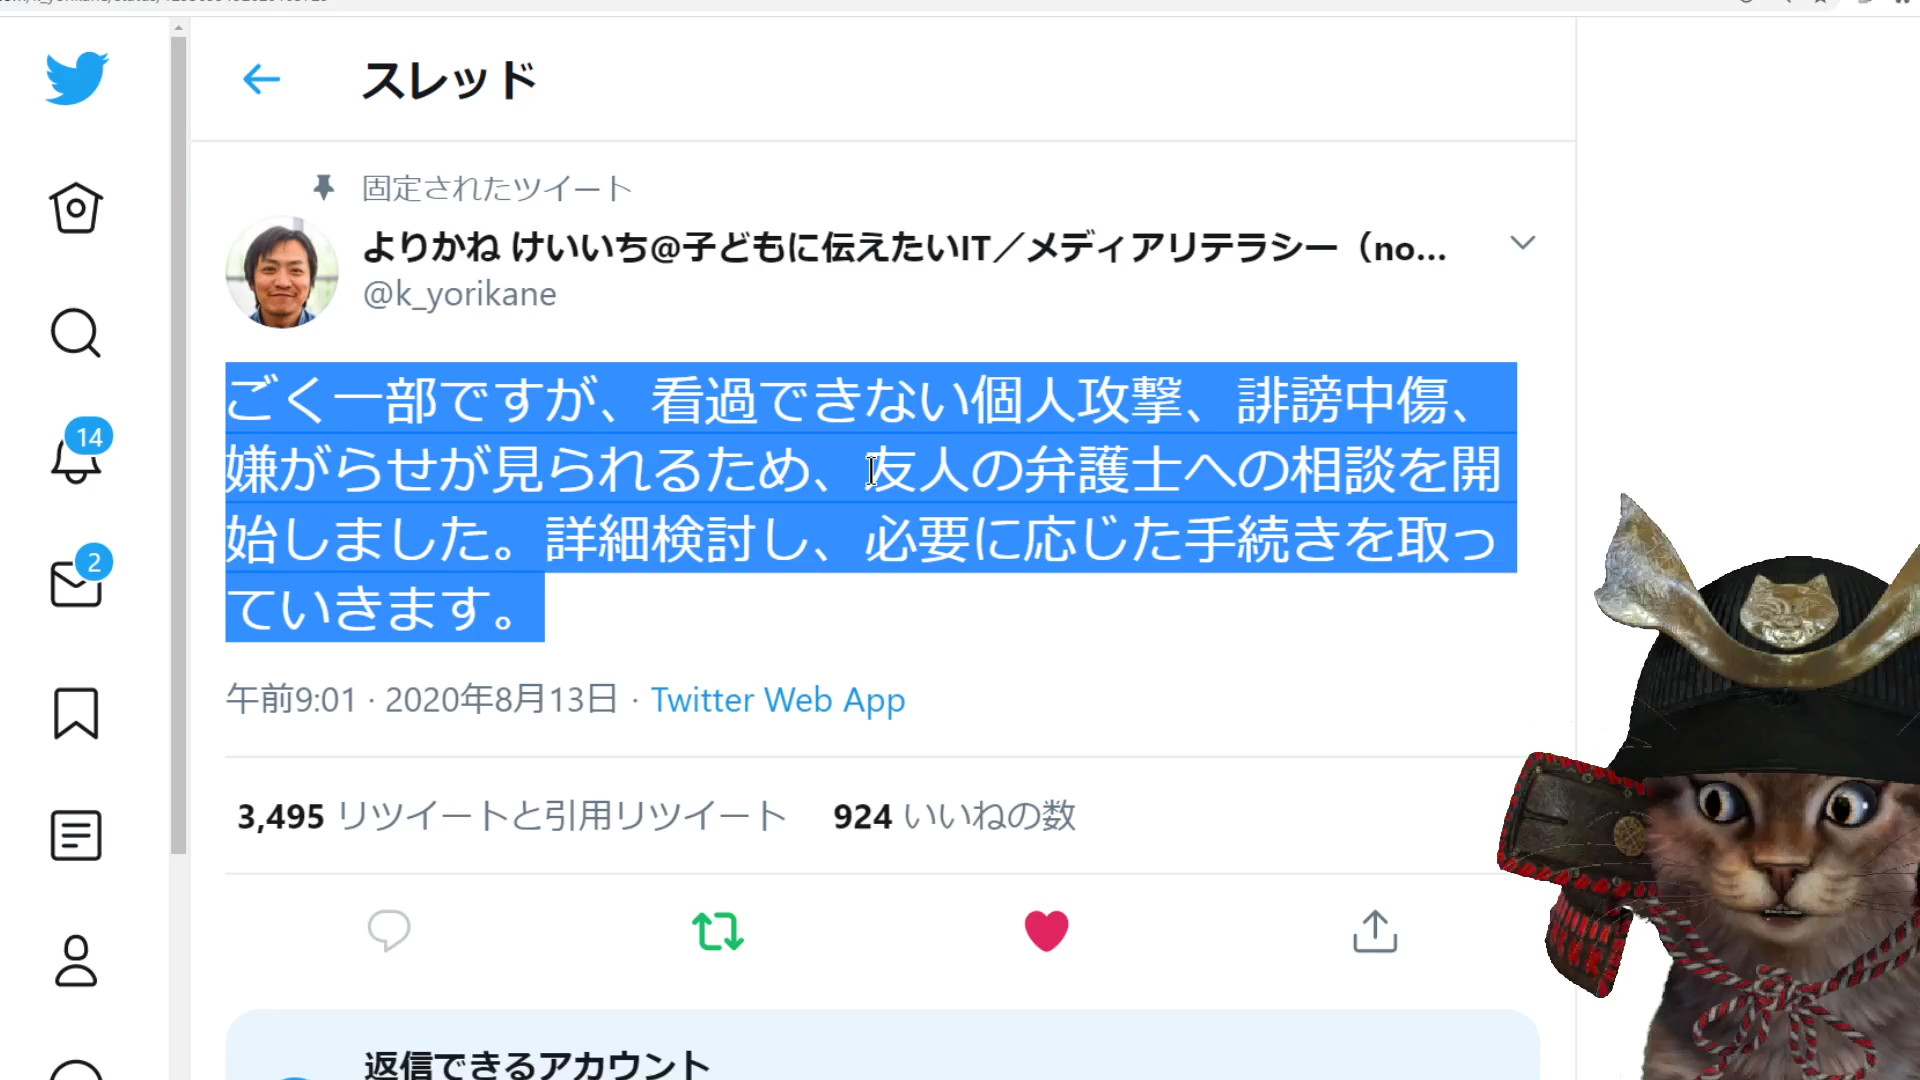 スレッド
固定されたツイート
よりかね けいいち@子どもに伝えたいIT／メディアリテラシー（no...
@k_yorikane
ごく一部ですが、看過できない個人攻撃、誹謗中傷、
嫌がらせが見られるため、友人の弁護士への相談を開
始しました。詳細検討し、必要に応じた手続きを取っ
ていきます。
午前9:01 · 2020年8月13日 · Twitter Web App
3,495 リツイートと引用リツイート 924 いいねの数
14
2
返信できるアカウント